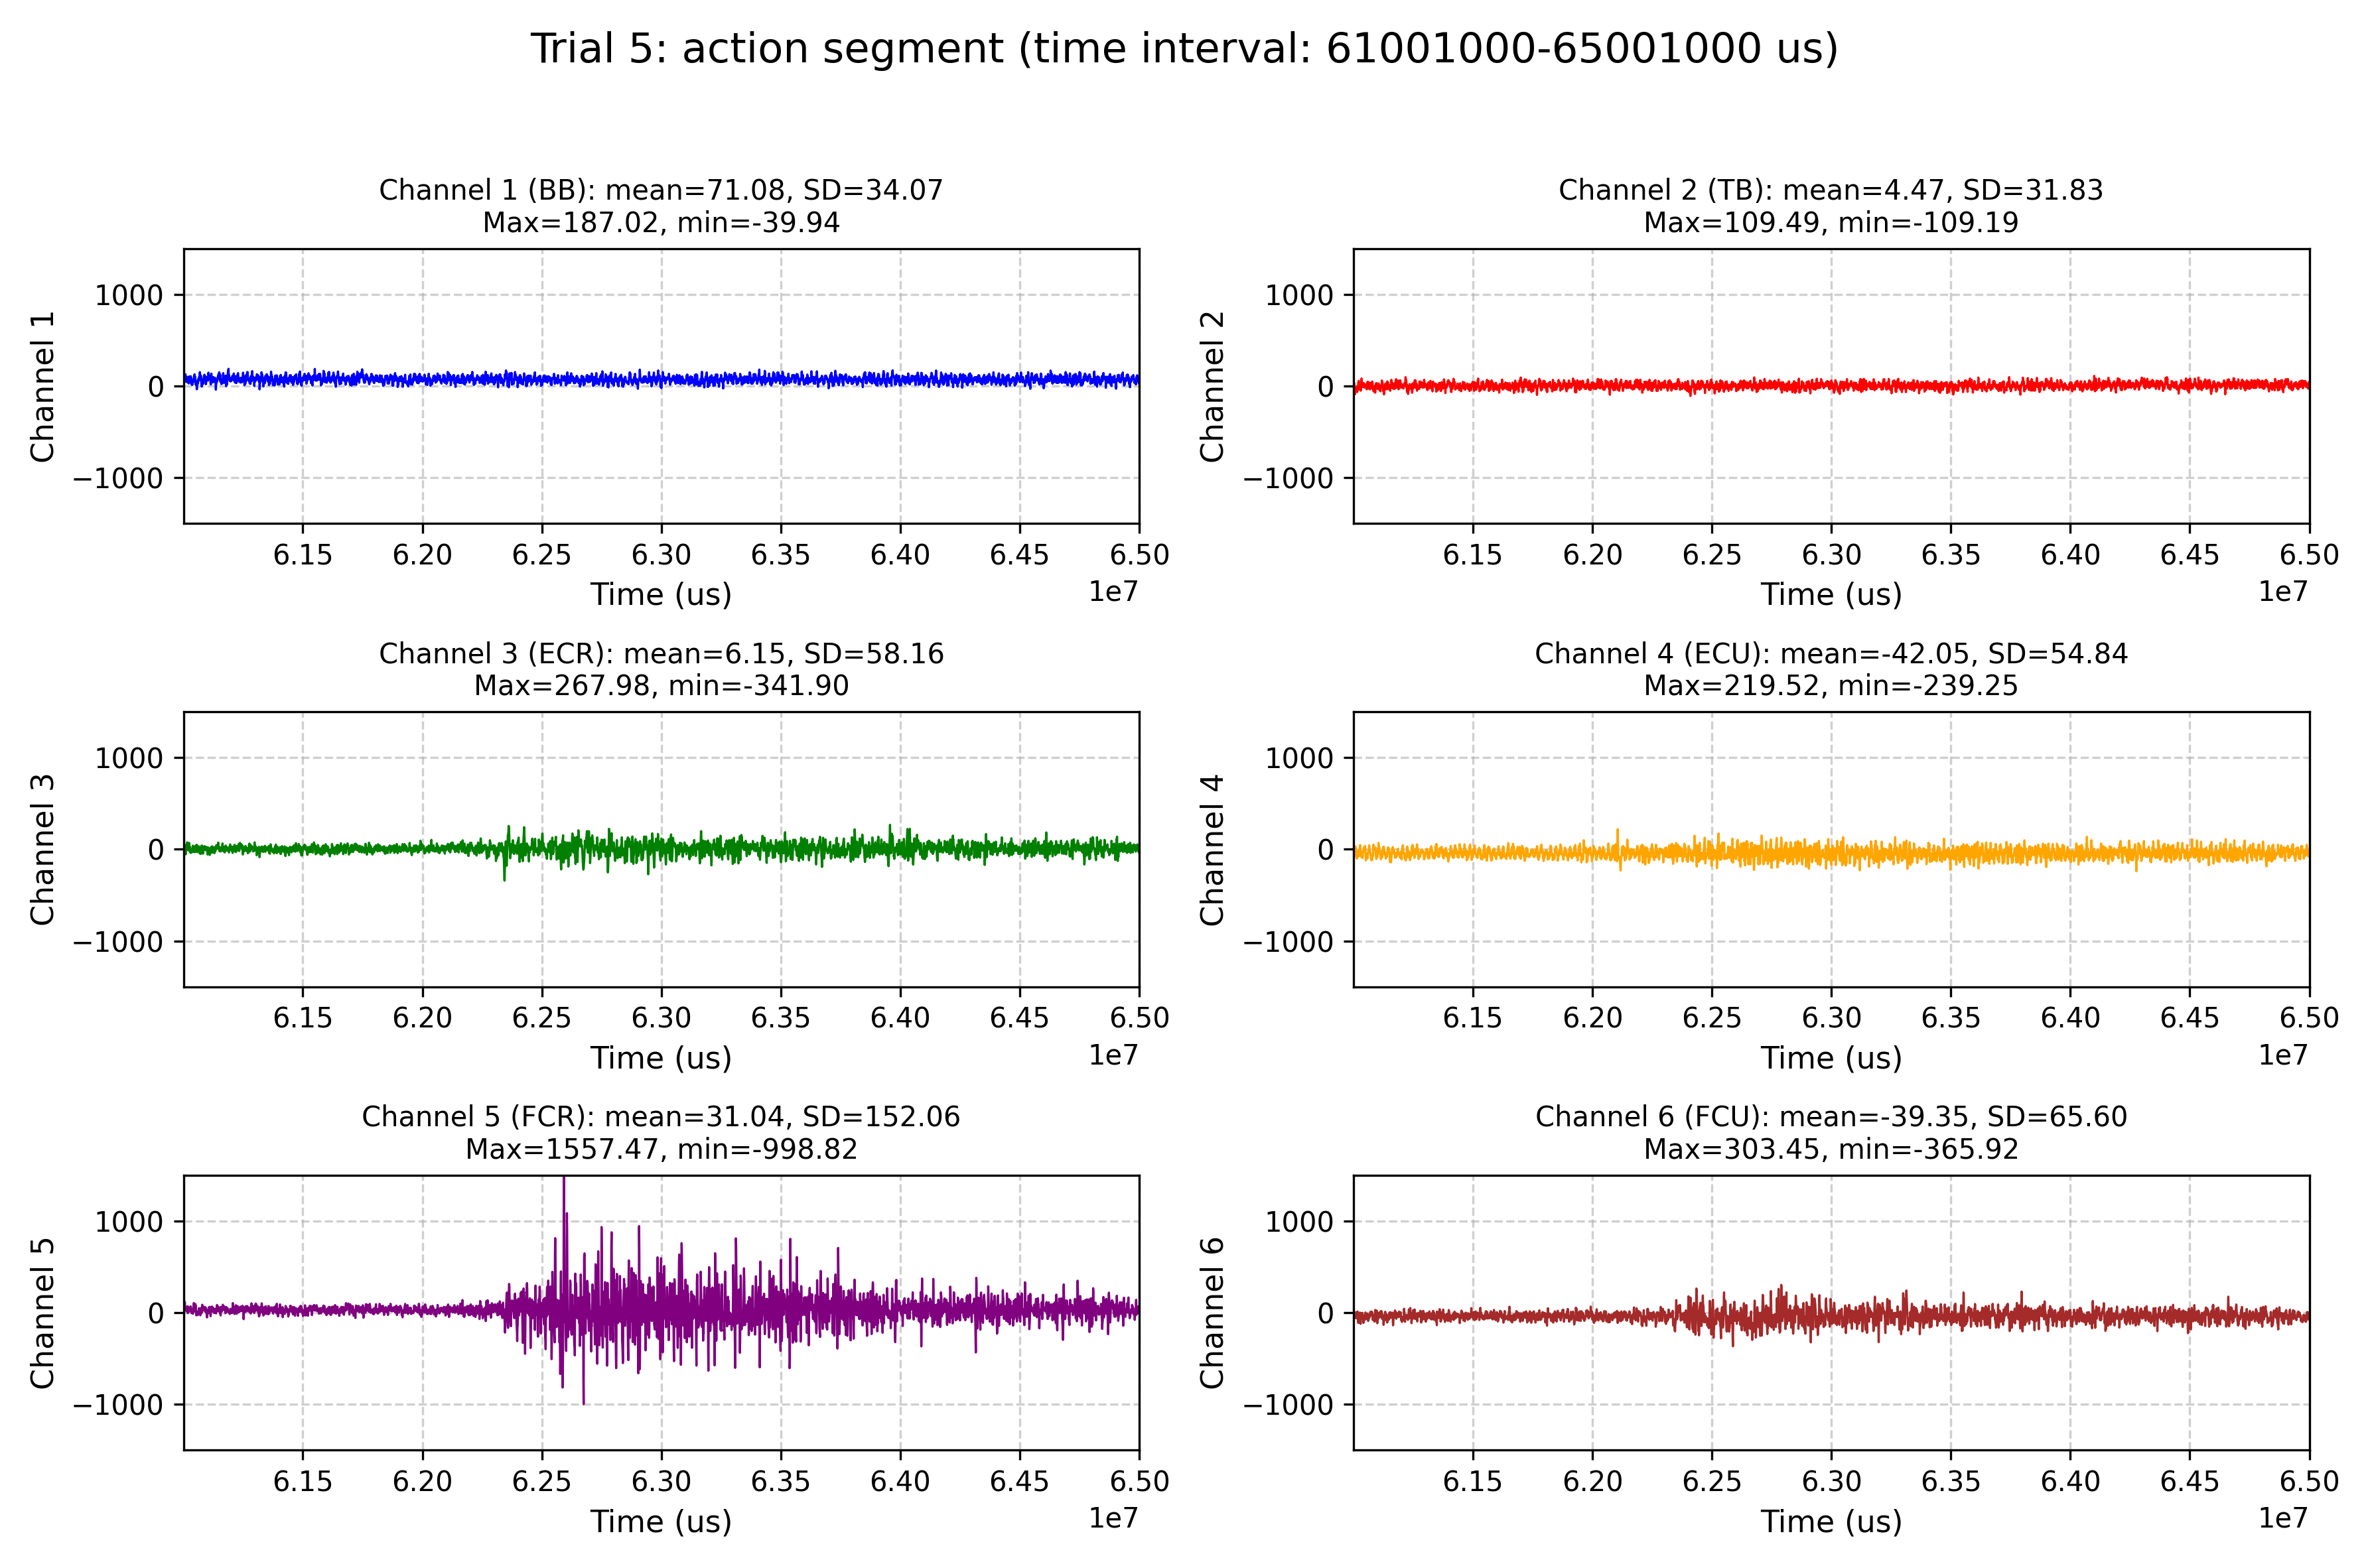 Trial 5: action segment (time interval: 61001000-65001000 us)
Channel 1 (BB): mean=71.08, SD=34.07
Max=187.02, min=-39.94
1000
0
−1000
Channel 1
6.15 6.20 6.25 6.30 6.35 6.40 6.45 6.50
Time (us)
1e7
Channel 2 (TB): mean=4.47, SD=31.83
Max=109.49, min=-109.19
1000
0
−1000
Channel 2
6.15 6.20 6.25 6.30 6.35 6.40 6.45 6.50
Time (us)
1e7
Channel 3 (ECR): mean=6.15, SD=58.16
Max=267.98, min=-341.90
1000
0
−1000
Channel 3
6.15 6.20 6.25 6.30 6.35 6.40 6.45 6.50
Time (us)
1e7
Channel 4 (ECU): mean=-42.05, SD=54.84
Max=219.52, min=-239.25
1000
0
−1000
Channel 4
6.15 6.20 6.25 6.30 6.35 6.40 6.45 6.50
Time (us)
1e7
Channel 5 (FCR): mean=31.04, SD=152.06
Max=1557.47, min=-998.82
1000
0
−1000
Channel 5
6.15 6.20 6.25 6.30 6.35 6.40 6.45 6.50
Time (us)
1e7
Channel 6 (FCU): mean=-39.35, SD=65.60
Max=303.45, min=-365.92
1000
0
−1000
Channel 6
6.15 6.20 6.25 6.30 6.35 6.40 6.45 6.50
Time (us)
1e7